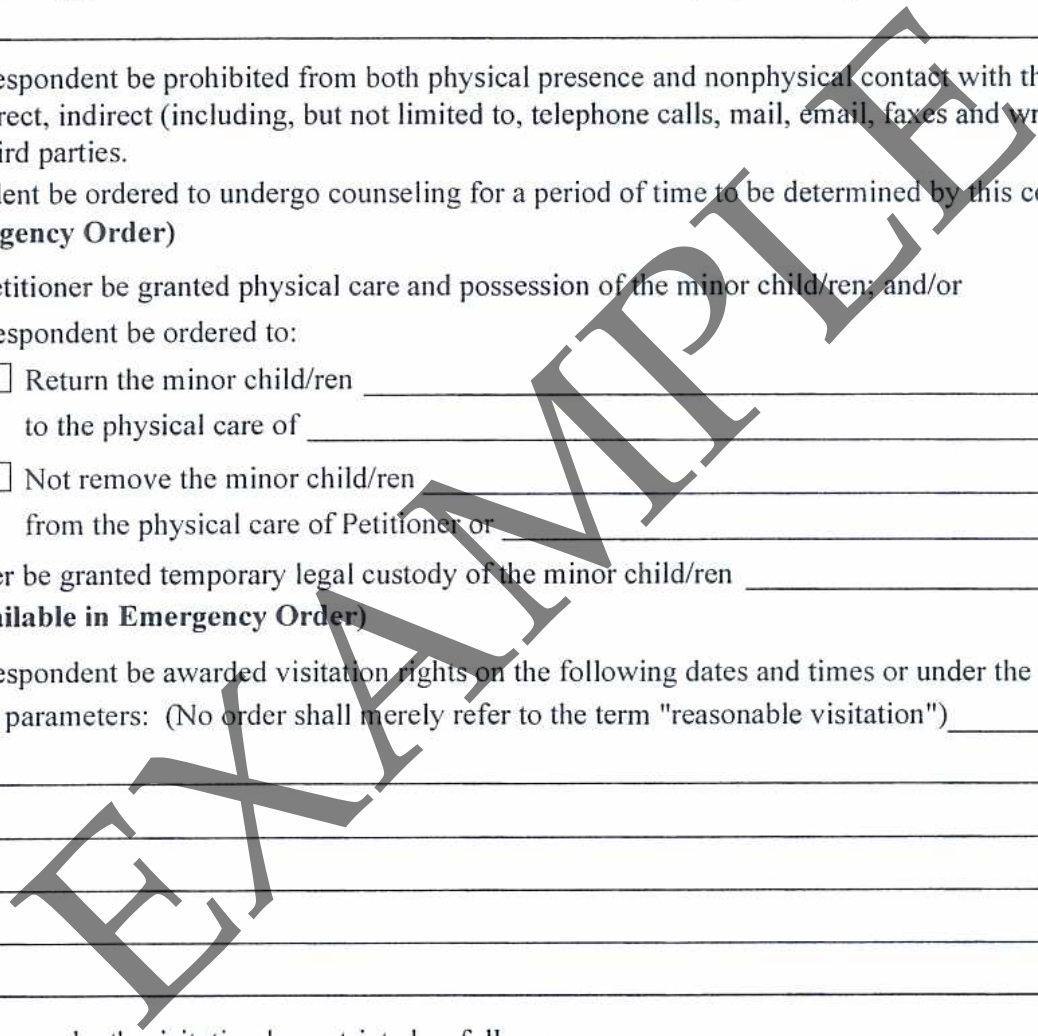 espondent be prohibited from both physical presence and nonphysical contact with th
rect, indirect (including, but not limited to, telephone calls, mail, email, faxes and wr
ird parties.
lent be ordered to undergo counseling for a period of time to be determined by this co
gency Order)
etitioner be granted physical care and possession of the minor child/ren; and/or
espondent be ordered to:
Return the minor child/ren
to the physical care of
Not remove the minor child/ren
from the physical care of Petitioner or
er be granted temporary legal custody of the minor child/ren
ailable in Emergency Order)
espondent be awarded visitation rights on the following dates and times or under the
parameters: (No order shall merely refer to the term "reasonable visitation")
EXAMPLE